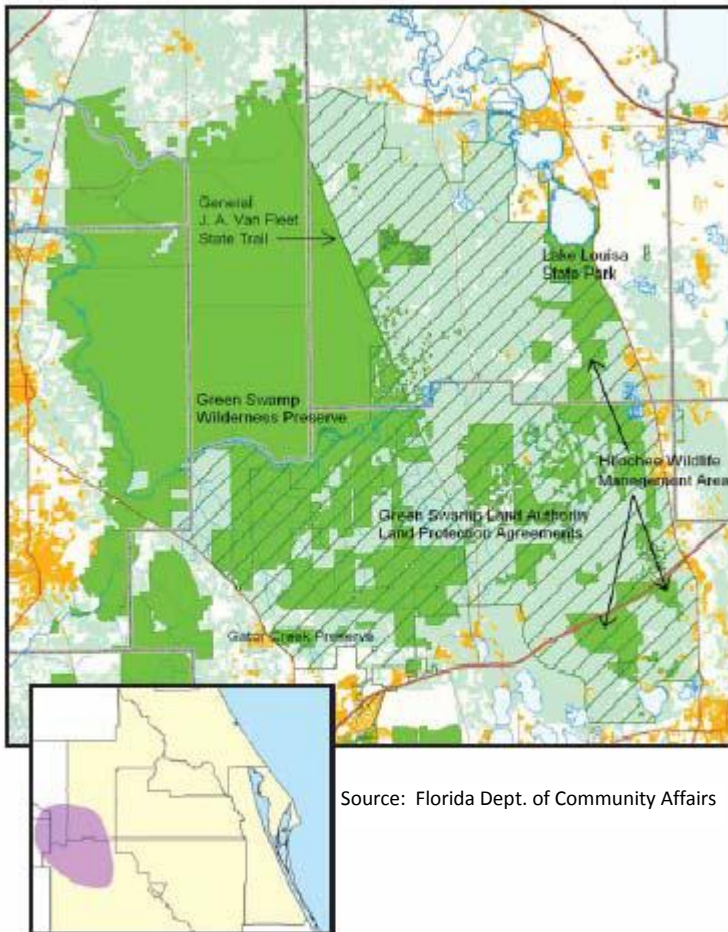 General
J. A. Van Fleet
State Trail
Lake Louisa
State Park
Green Swamp
Wilderness Preserve
Hilochee Wildlife
Management Area
Green Swamp Land Authority
Land Protection Agreements
Gator Creek Preserve
Source: Florida Dept. of Community Affairs